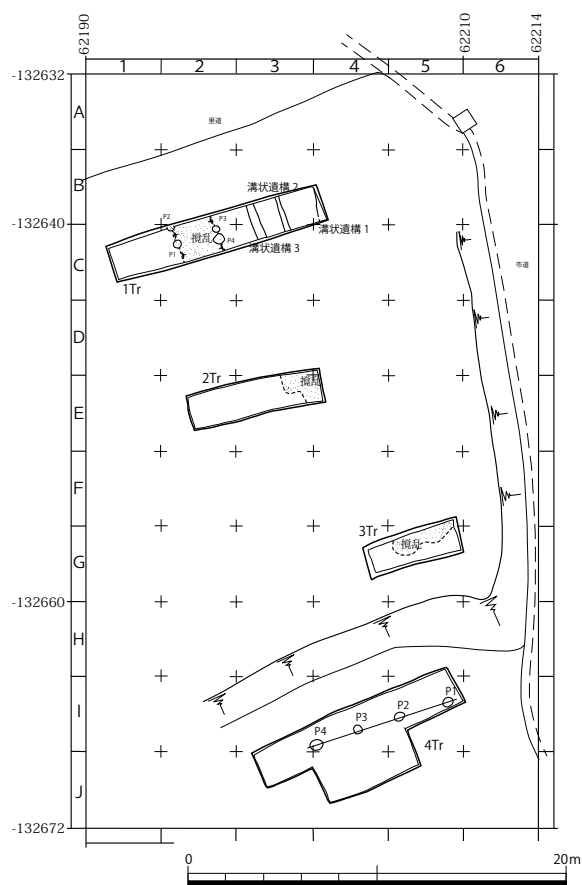 62190
62210
62214
1
2
3
4
5
6
-132632
A
里道
B
溝状遺構 2
P2
P3
-132640
溝状遺構 1
撹乱
P4
P1
溝状遺構 3
C
市道
1Tr
D
2Tr
撹乱
E
F
3Tr
撹乱
G
-132660
H
I
P1
P2
P3
P4
4Tr
J
-132672
0
20m